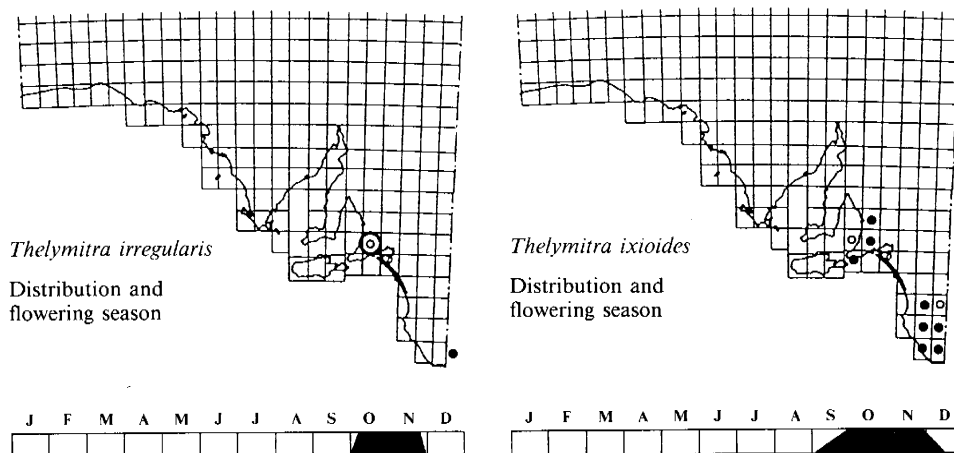 Thelymitra irregularis
Distribution and
flowering season
J F M A M J J A S O N D
Thelymitra ixioides
Distribution and
flowering season
J F M A M J J A S O N D